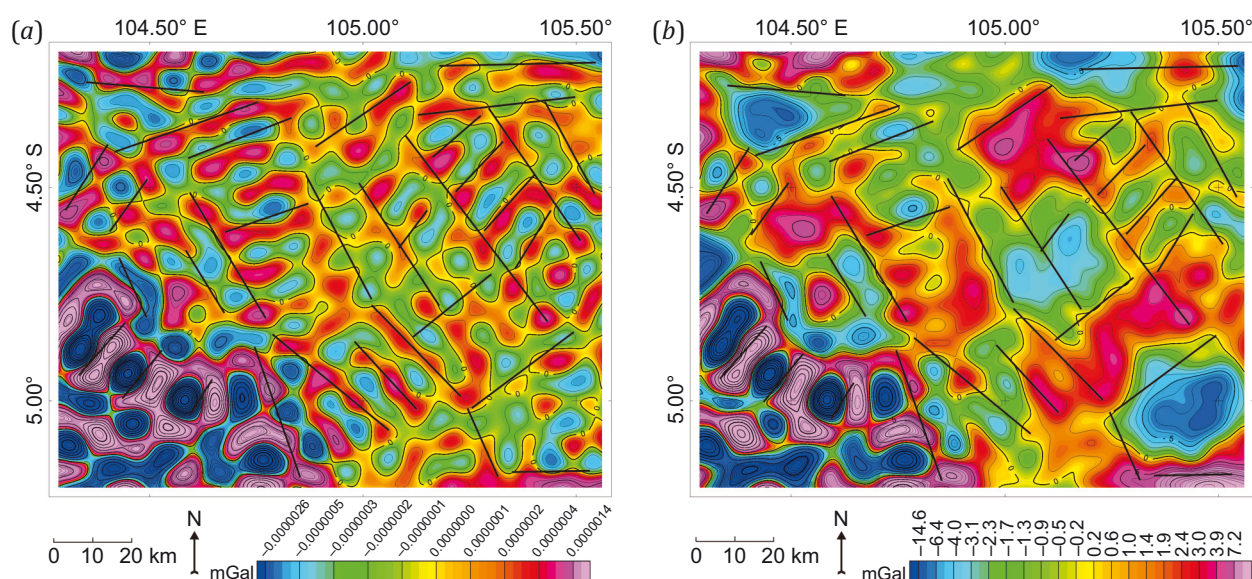 (a) 104.50° E 105.00° 105.50°
4.50° S
5.00°
N
0 10 20 km
mGal
−0.0000026 −0.0000005 −0.0000003 −0.0000002 −0.0000001 0.0000000 0.0000001 0.0000002 0.0000004 0.0000014
(b) 104.50° 105.00° 105.50°
4.50° S
5.00°
N
0 10 20 km
mGal
−14.6 −6.4 −4.0 −3.1 −2.3 −1.7 −1.3 −0.9 −0.5 −0.2 0.2 0.6 1.0 1.4 1.9 2.4 3.0 3.9 7.2